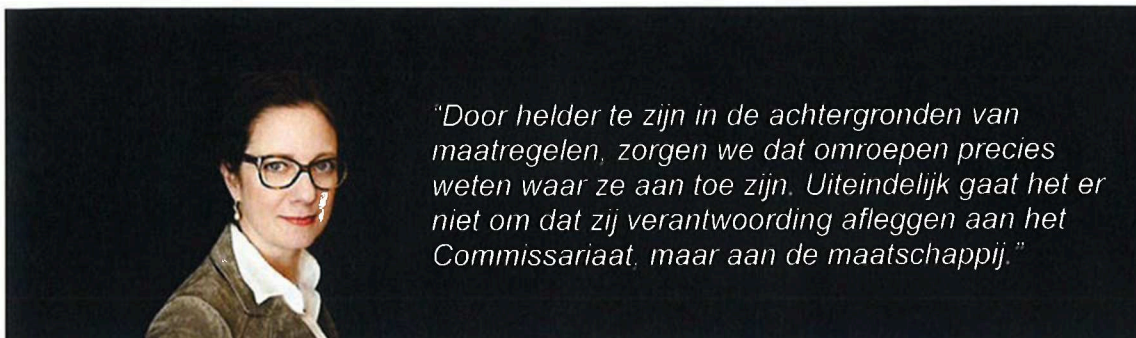 "Door helder te zijn in de achtergronden van
maatregelen, zorgen we dat omroepen precies
weten waar ze aan toe zijn. Uiteindelijk gaat het er
niet om dat zij verantwoording afleggen aan het
Commissariaat, maar aan de maatschappij."